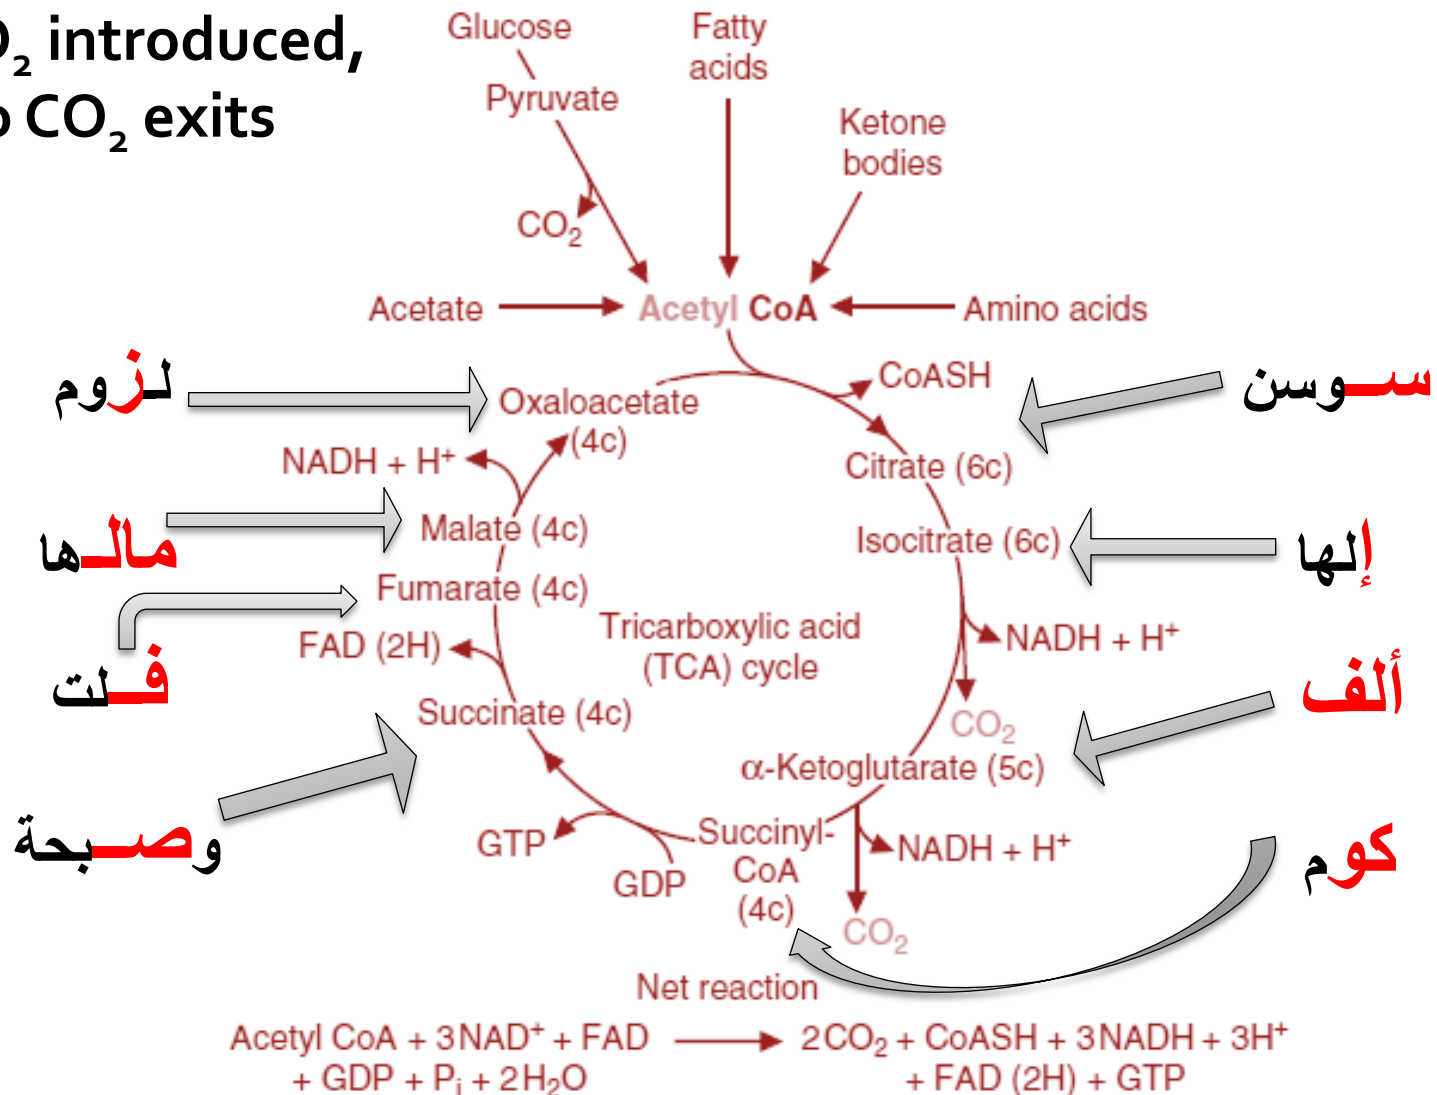 O₂ introduced,
o CO₂ exits
Glucose
Fatty
acids
Pyruvate
Ketone
bodies
CO₂
Acetate
Acetyl CoA
Amino acids
لـزوم
CoASH
سـوسن
Oxaloacetate
(4c)
NADH + H⁺
Citrate (6c)
مالـها
Malate (4c)
Isocitrate (6c)
إلها
Fumarate (4c)
FAD (2H)
Tricarboxylic acid
(TCA) cycle
NADH + H⁺
فـلت
ألف
Succinate (4c)
CO₂
α-Ketoglutarate (5c)
وصـبحة
GTP
GDP
Succinyl-
CoA
(4c)
NADH + H⁺
كوم
CO₂
Net reaction
Acetyl CoA + 3NAD⁺ + FAD
+ GDP + Pᵢ + 2H₂O
2CO₂ + CoASH + 3NADH + 3H⁺
+ FAD (2H) + GTP